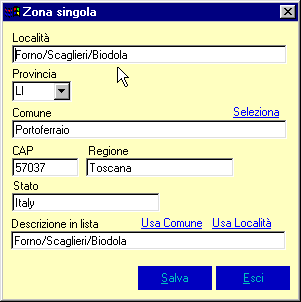 Zona singola
Località
Forno/Scaglieri/Biodola
Provincia
LI
Comune
Seleziona
Portoferraio
CAP
Regione
57037
Toscana
Stato
Italy
Descrizione in lista
Usa Comune
Usa Località
Forno/Scaglieri/Biodola
Salva
Esci